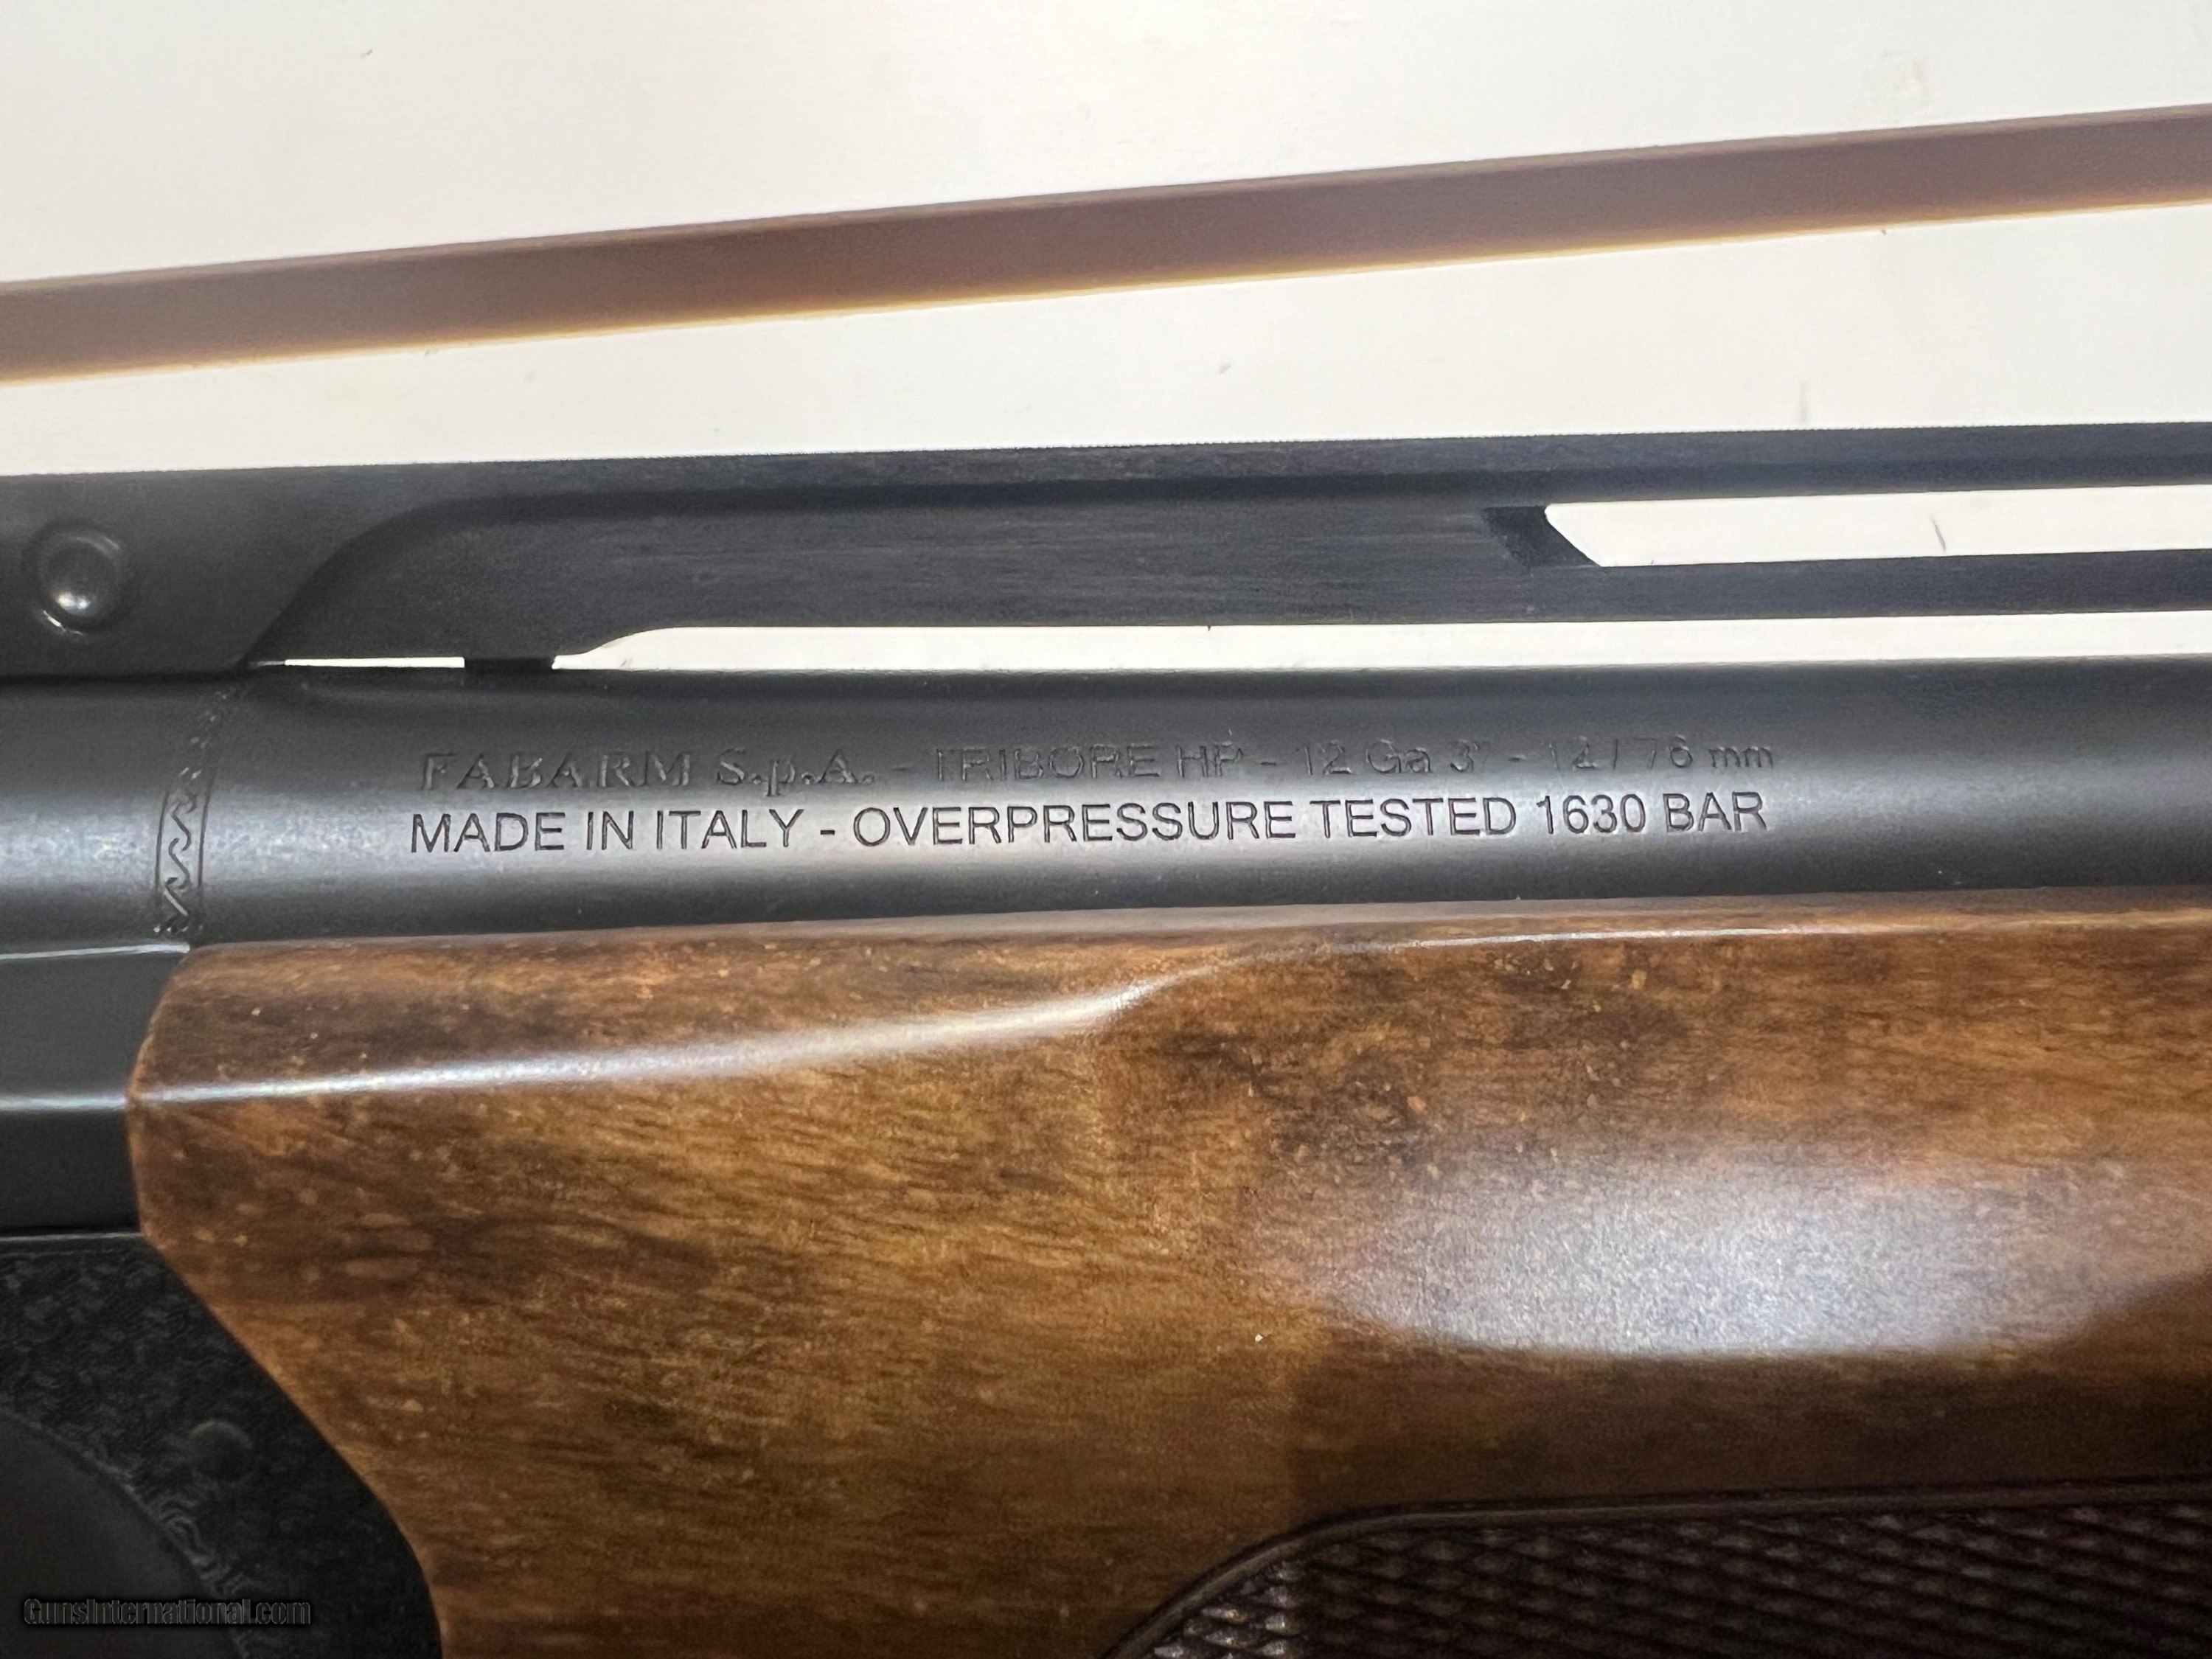 FABARM S.p.A. - TRIBORE HP - 12 Ga 3" - 12 / 76 mm
MADE IN ITALY - OVERPRESSURE TESTED 1630 BAR
GunsInternational.com